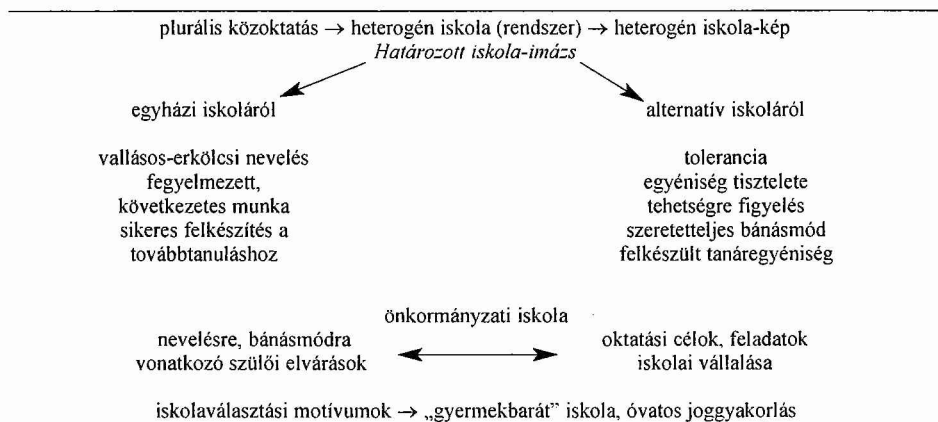 plurális közoktatás → heterogén iskola (rendszer) → heterogén iskola-kép
Határozott iskola-imázs
egyházi iskoláról
vallásos-erkölcsi nevelés
fegyelmezett,
következetes munka
sikeres felkészítés a
továbbtanuláshoz
alternatív iskoláról
tolerancia
egyéniség tisztelete
tehetségre figyelés
szeretetteljes bánásmód
felkészült tanáregyéniség
önkormányzati iskola
nevelésre, bánásmódra
vonatkozó szülői elvárások
oktatási célok, feladatok
iskolai vállalása
iskolaválasztási motívumok → „gyermekbarát” iskola, óvatos joggyakorlás